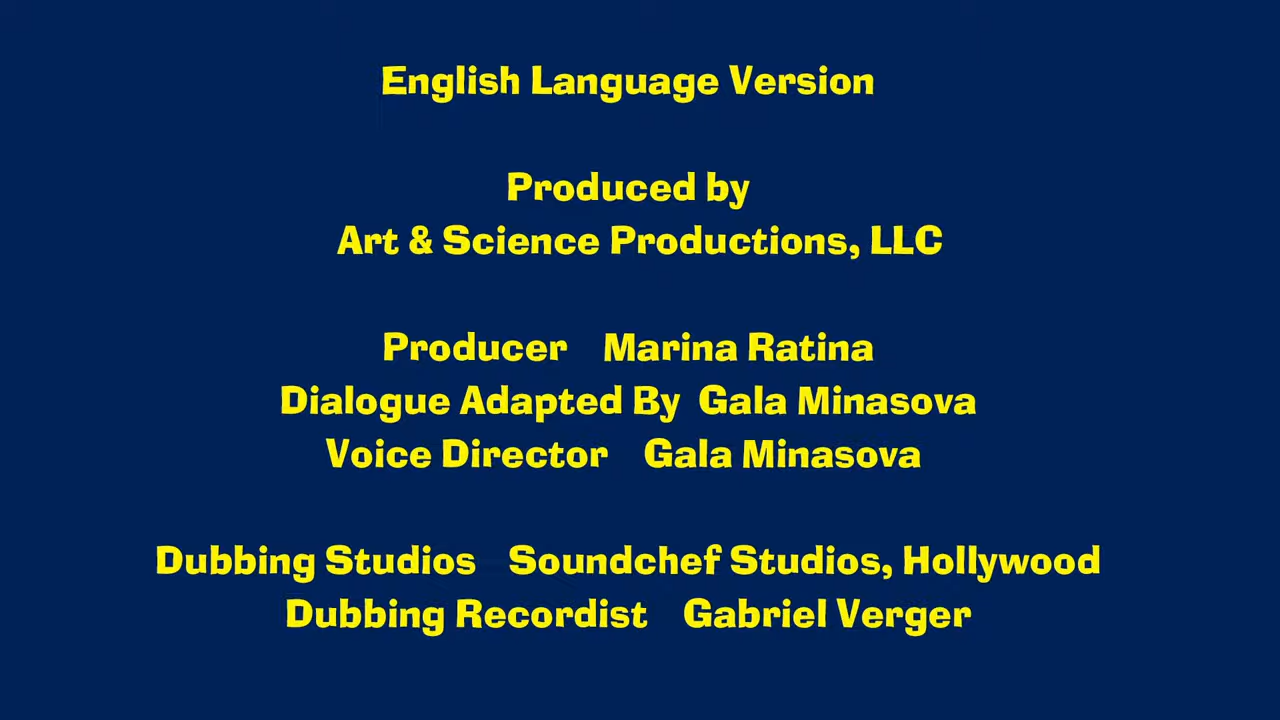 English Language Version
Produced by
Art & Science Productions, LLC
Producer Marina Ratina
Dialogue Adapted By Gala Minasova
Voice Director Gala Minasova
Dubbing Studios Soundchef Studios, Hollywood
Dubbing Recordist Gabriel Verger